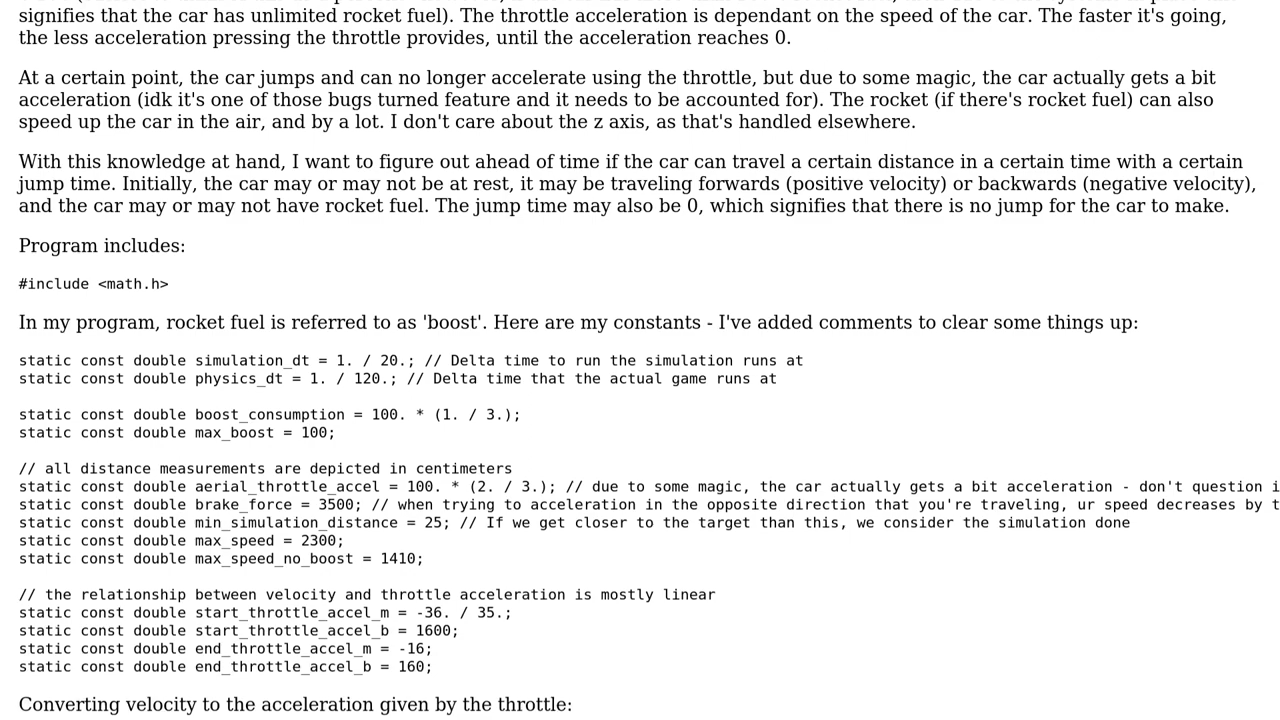 signifies that the car has unlimited rocket fuel). The throttle acceleration is dependant on the speed of the car. The faster it's going,
the less acceleration pressing the throttle provides, until the acceleration reaches 0.
At a certain point, the car jumps and can no longer accelerate using the throttle, but due to some magic, the car actually gets a bit
acceleration (idk it's one of those bugs turned feature and it needs to be accounted for). The rocket (if there's rocket fuel) can also
speed up the car in the air, and by a lot. I don't care about the z axis, as that's handled elsewhere.
With this knowledge at hand, I want to figure out ahead of time if the car can travel a certain distance in a certain time with a certain
jump time. Initially, the car may or may not be at rest, it may be traveling forwards (positive velocity) or backwards (negative velocity),
and the car may or may not have rocket fuel. The jump time may also be 0, which signifies that there is no jump for the car to make.
Program includes:
#include <math.h>
In my program, rocket fuel is referred to as 'boost'. Here are my constants - I've added comments to clear some things up:
static const double simulation_dt = 1. / 20.; // Delta time to run the simulation runs at
static const double physics_dt = 1. / 120.; // Delta time that the actual game runs at
static const double boost_consumption = 100. * (1. / 3.);
static const double max_boost = 100;
// all distance measurements are depicted in centimeters
static const double aerial_throttle_accel = 100. * (2. / 3.); // due to some magic, the car actually gets a bit acceleration - don't question i
static const double brake_force = 3500; // when trying to acceleration in the opposite direction that you're traveling, ur speed decreases by t
static const double min_simulation_distance = 25; // If we get closer to the target than this, we consider the simulation done
static const double max_speed = 2300;
static const double max_speed_no_boost = 1410;
// the relationship between velocity and throttle acceleration is mostly linear
static const double start_throttle_accel_m = -36. / 35.;
static const double start_throttle_accel_b = 1600;
static const double end_throttle_accel_m = -16;
static const double end_throttle_accel_b = 160;
Converting velocity to the acceleration given by the throttle: